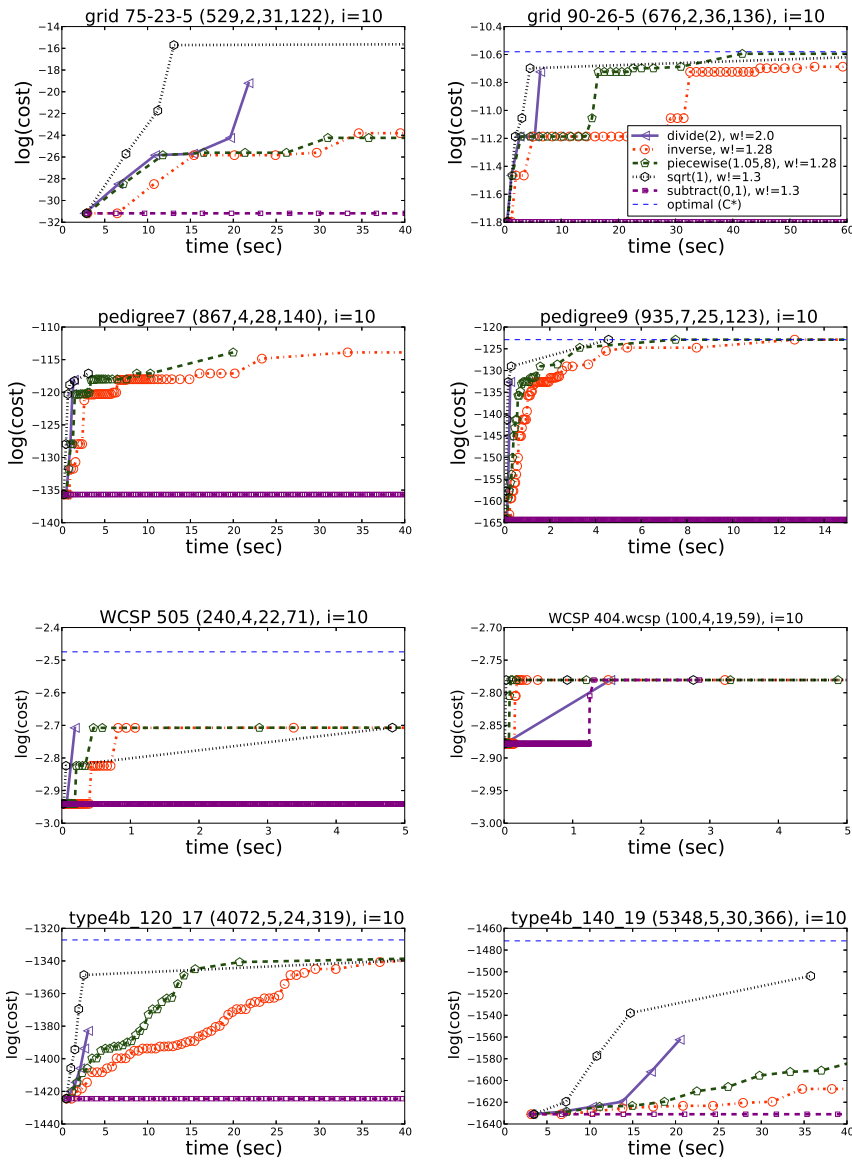 grid 75-23-5 (529,2,31,122), i=10
log(cost)
−14
−16
−18
−20
−22
−24
−26
−28
−30
−32
0 5 10 15 20 25 30 35 40
time (sec)
grid 90-26-5 (676,2,36,136), i=10
log(cost)
−10.4
−10.6
−10.8
−11.0
−11.2
−11.4
−11.6
−11.8
divide(2), w!=2.0
inverse, w!=1.28
piecewise(1.05,8), w!=1.28
sqrt(1), w!=1.3
subtract(0,1), w!=1.3
optimal (C*)
0 10 20 30 40 50 60
time (sec)
pedigree7 (867,4,28,140), i=10
log(cost)
−110
−115
−120
−125
−130
−135
−140
0 5 10 15 20 25 30 35 40
time (sec)
pedigree9 (935,7,25,123), i=10
log(cost)
−120
−125
−130
−135
−140
−145
−150
−155
−160
−165
0 2 4 6 8 10 12 14
time (sec)
WCSP 505 (240,4,22,71), i=10
log(cost)
−2.4
−2.5
−2.6
−2.7
−2.8
−2.9
−3.0
0 1 2 3 4 5
time (sec)
WCSP 404.wcsp (100,4,19,59), i=10
log(cost)
−2.70
−2.75
−2.80
−2.85
−2.90
−2.95
−3.00
0 1 2 3 4 5
time (sec)
type4b_120_17 (4072,5,24,319), i=10
log(cost)
−1320
−1340
−1360
−1380
−1400
−1420
−1440
0 5 10 15 20 25 30 35 40
time (sec)
type4b_140_19 (5348,5,30,366), i=10
log(cost)
−1460
−1480
−1500
−1520
−1540
−1560
−1580
−1600
−1620
−1640
0 5 10 15 20 25 30 35 40
time (sec)